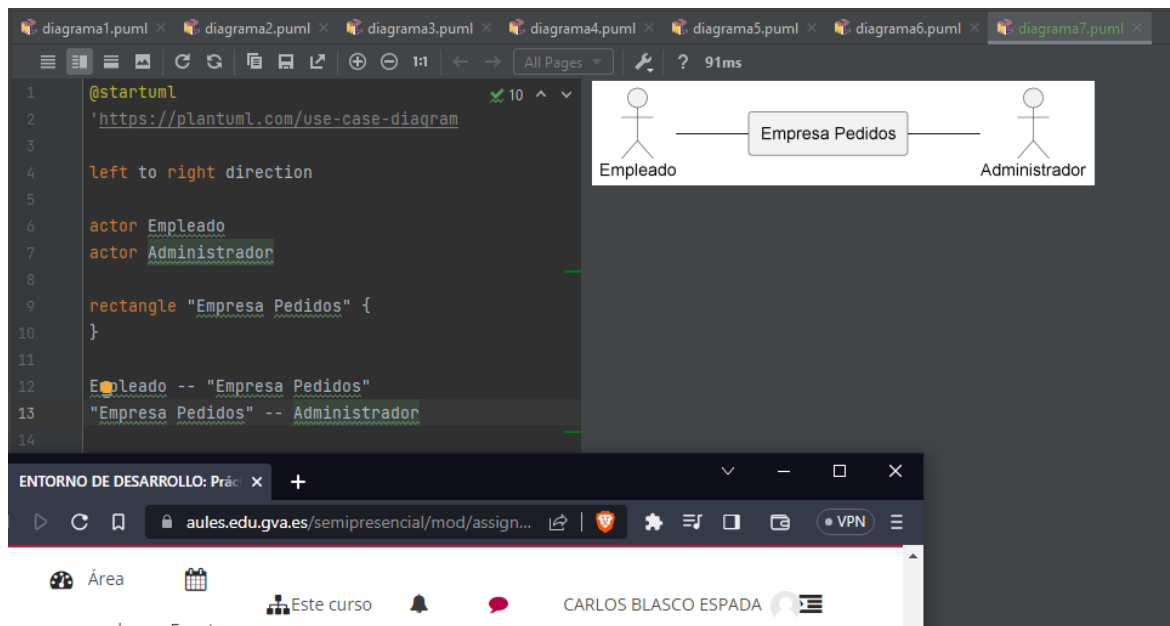 diagrama1.puml diagrama2.puml diagrama3.puml diagrama4.puml diagrama5.puml diagrama6.puml diagrama7.puml
1:1 All Pages ? 91ms
1 @startuml 10
2 'https://plantuml.com/use-case-diagram
3
4 left to right direction
5
6 actor Empleado
7 actor Administrador
8
9 rectangle "Empresa Pedidos" {
10 }
11
12 Empleado -- "Empresa Pedidos"
13 "Empresa Pedidos" -- Administrador
14
Empresa Pedidos
Empleado Administrador
ENTORNO DE DESARROLLO: Prác
aules.edu.gva.es/semipresencial/mod/assign... VPN
Área
Este curso CARLOS BLASCO ESPADA